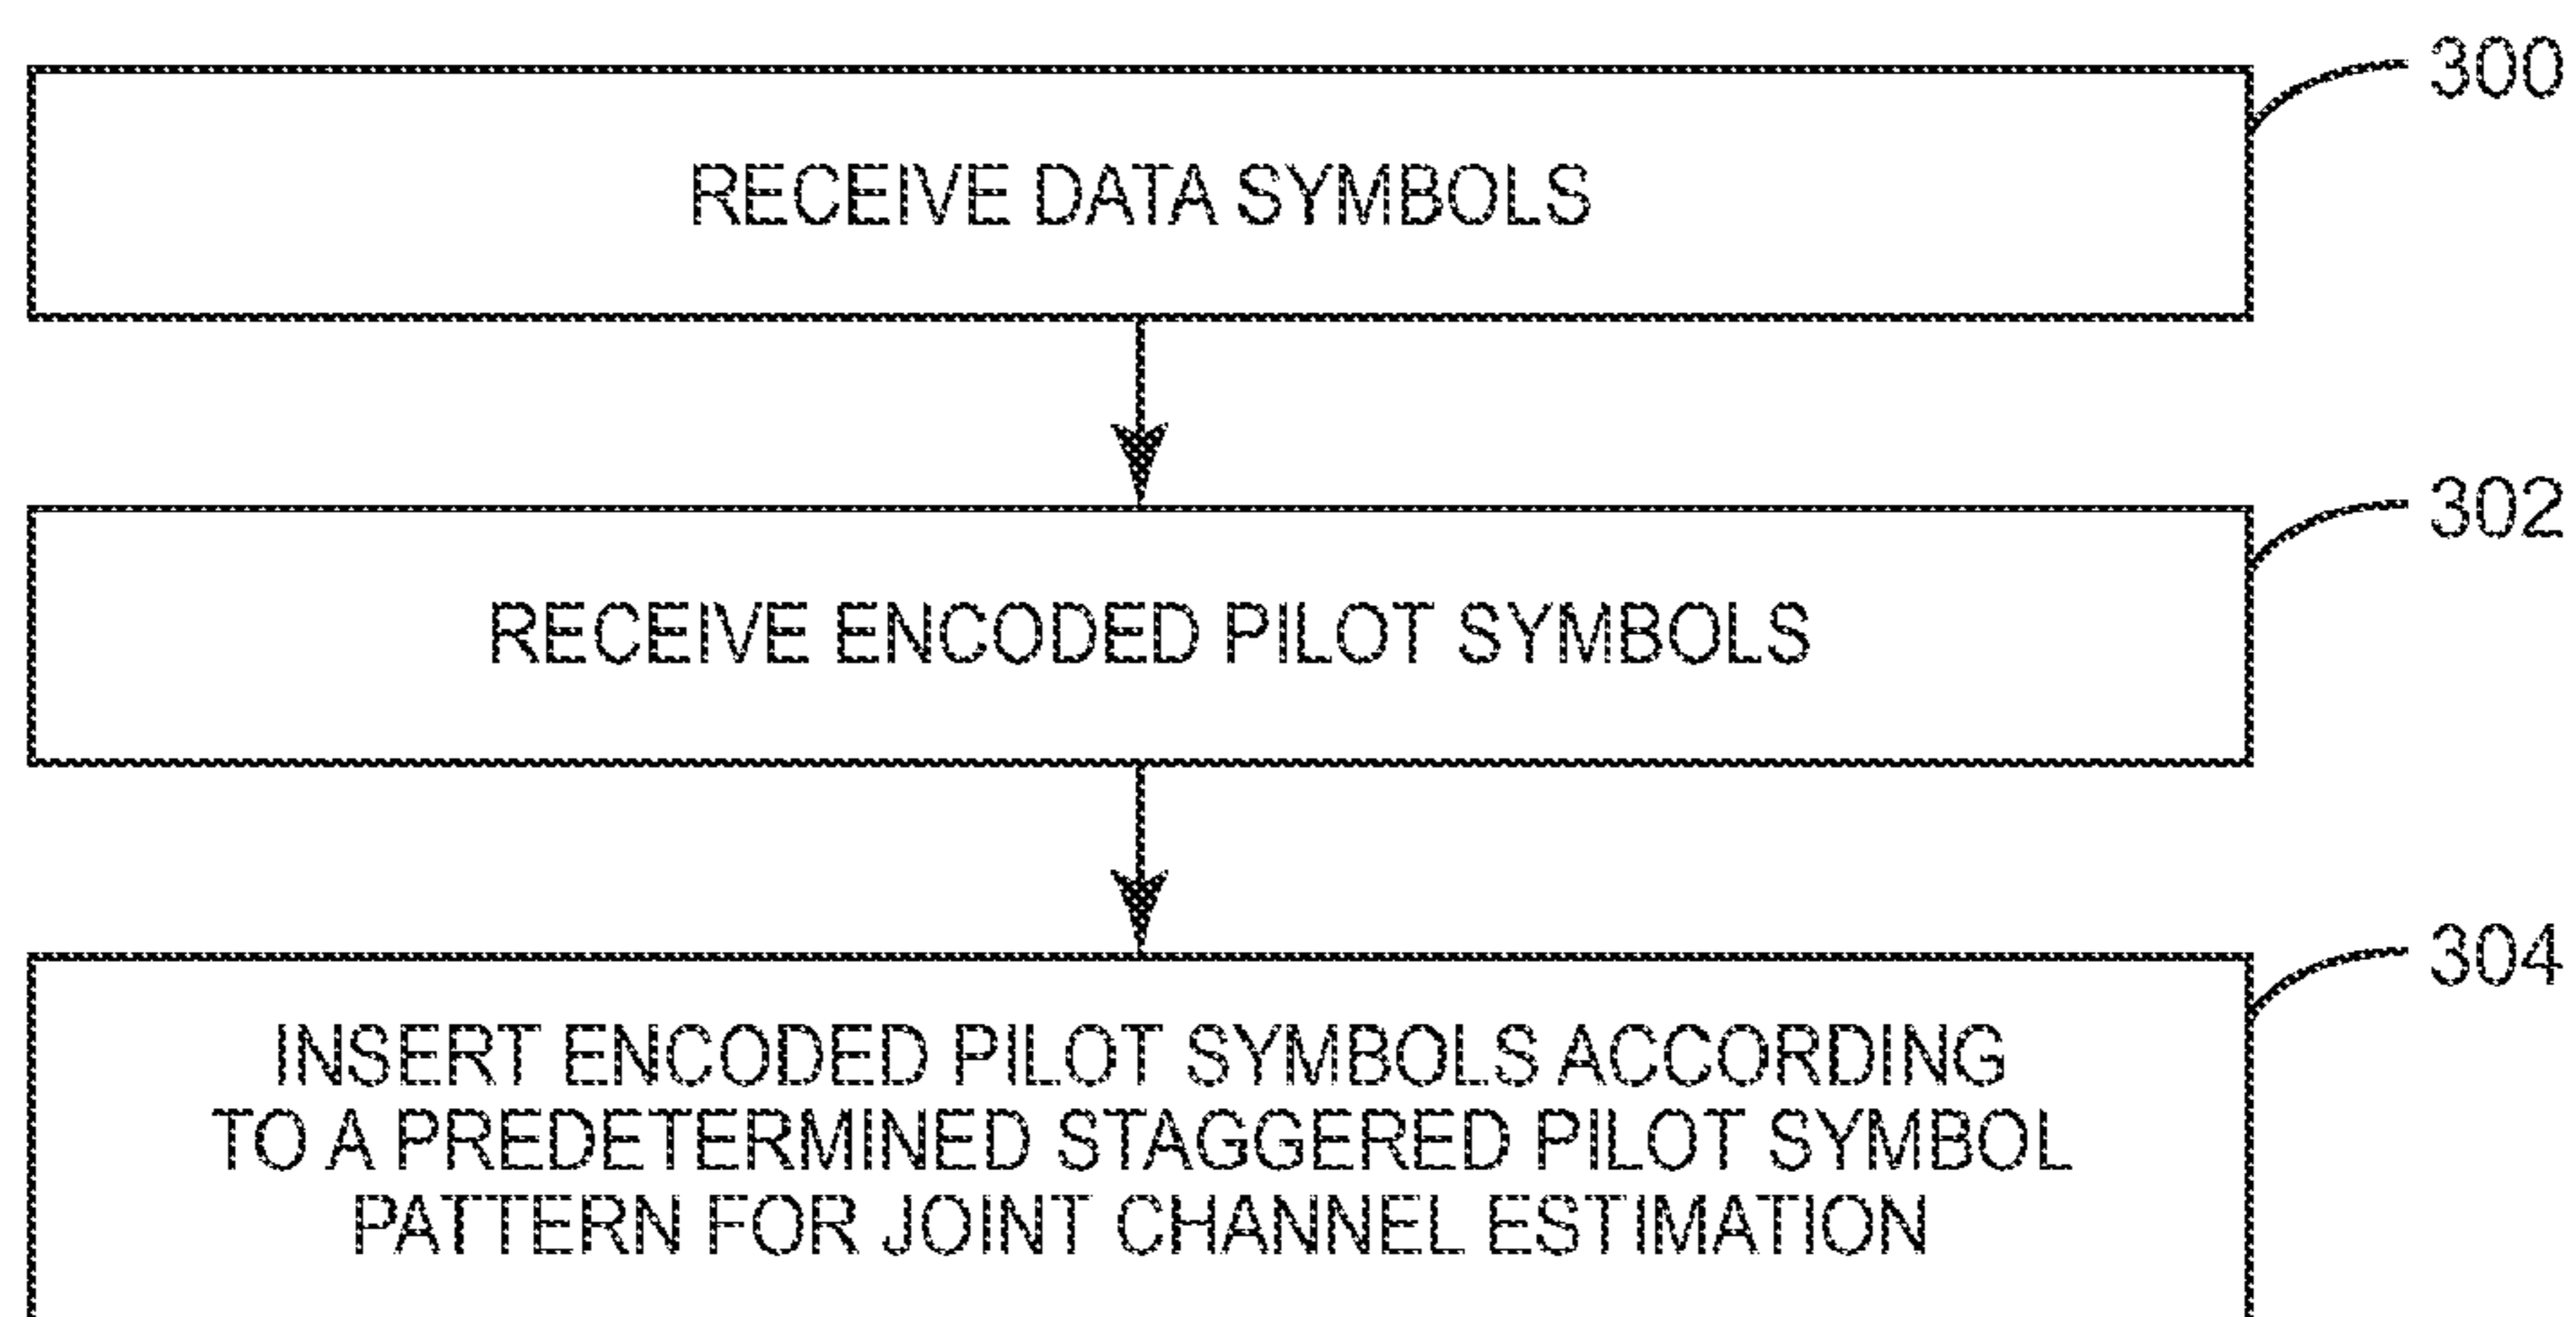 300
RECEIVE DATA SYMBOLS
302
RECEIVE ENCODED PILOT SYMBOLS
304
INSERT ENCODED PILOT SYMBOLS ACCORDING
TO A PREDETERMINED STAGGERED PILOT SYMBOL
PATTERN FOR JOINT CHANNEL ESTIMATION